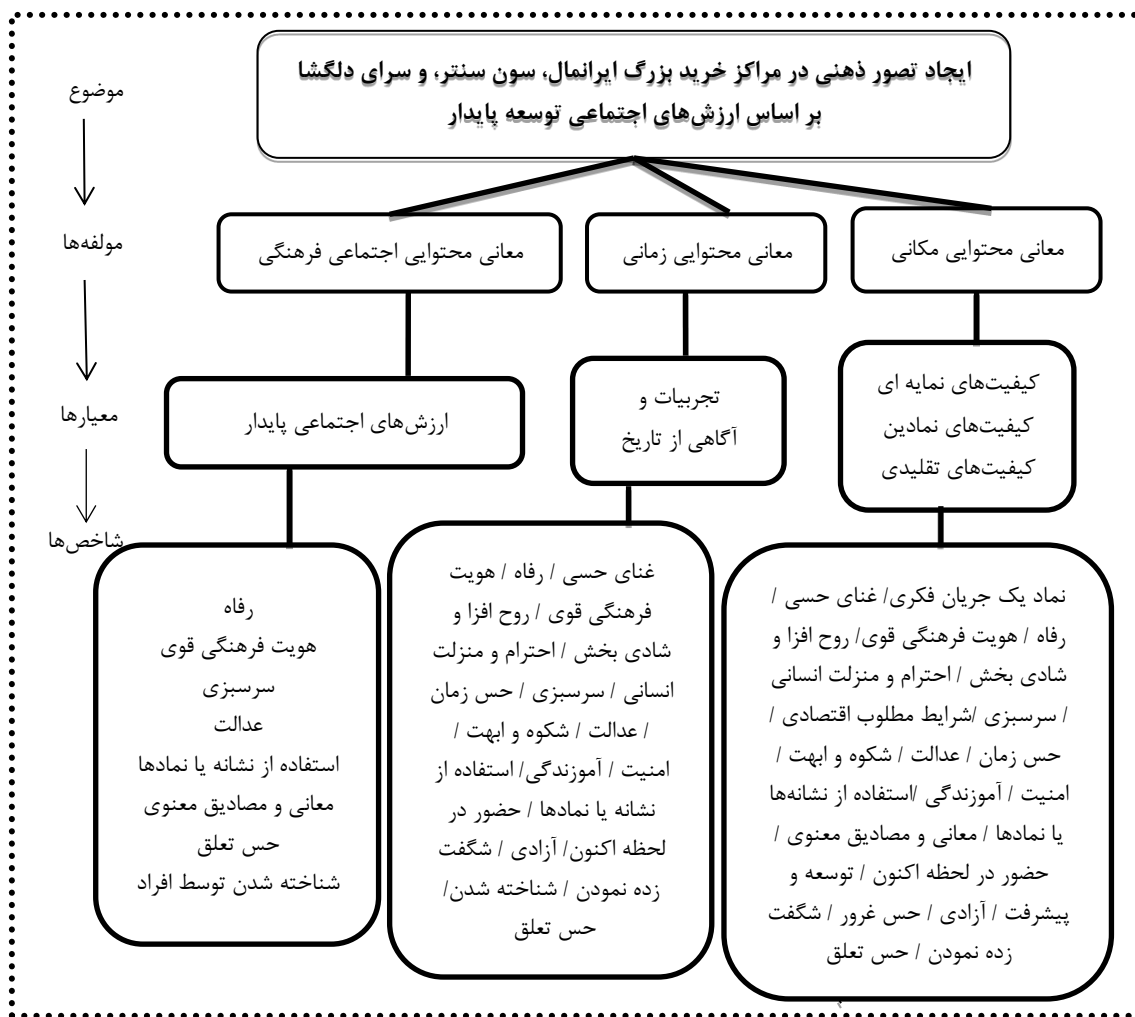 ایجاد تصور ذهنی در مراکز خرید بزرگ ایرانمال، سون سنتر، و سرای دلگشا
بر اساس ارزش‌های اجتماعی توسعه پایدار
موضوع
مولفه‌ها
معیارها
شاخص‌ها
معانی محتوایی مکانی
معانی محتوایی زمانی
معانی محتوایی اجتماعی فرهنگی
کیفیت‌های نمایه ای
کیفیت‌های نمادین
کیفیت‌های تقلیدی
تجربیات و
آگاهی از تاریخ
ارزش‌های اجتماعی پایدار
نماد یک جریان فکری/ غنای حسی /
رفاه / هویت فرهنگی قوی/ روح افزا و
شادی بخش / احترام و منزلت انسانی
/ سرسبزی /شرایط مطلوب اقتصادی /
حس زمان / عدالت / شکوه و ابهت /
امنیت / آموزندگی /استفاده از نشانه‌ها
یا نمادها / معانی و مصادیق معنوی /
حضور در لحظه اکنون / توسعه و
پیشرفت / آزادی / حس غرور / شگفت
زده نمودن / حس تعلق
غنای حسی / رفاه / هویت
فرهنگی قوی / روح افزا و
شادی بخش / احترام و منزلت
انسانی / سرسبزی / حس زمان
/ عدالت / شکوه و ابهت /
امنیت / آموزندگی/ استفاده از
نشانه یا نمادها / حضور در
لحظه اکنون/ آزادی / شگفت
زده نمودن / شناخته شدن/
حس تعلق
رفاه
هویت فرهنگی قوی
سرسبزی
عدالت
استفاده از نشانه یا نمادها
معانی و مصادیق معنوی
حس تعلق
شناخته شدن توسط افراد